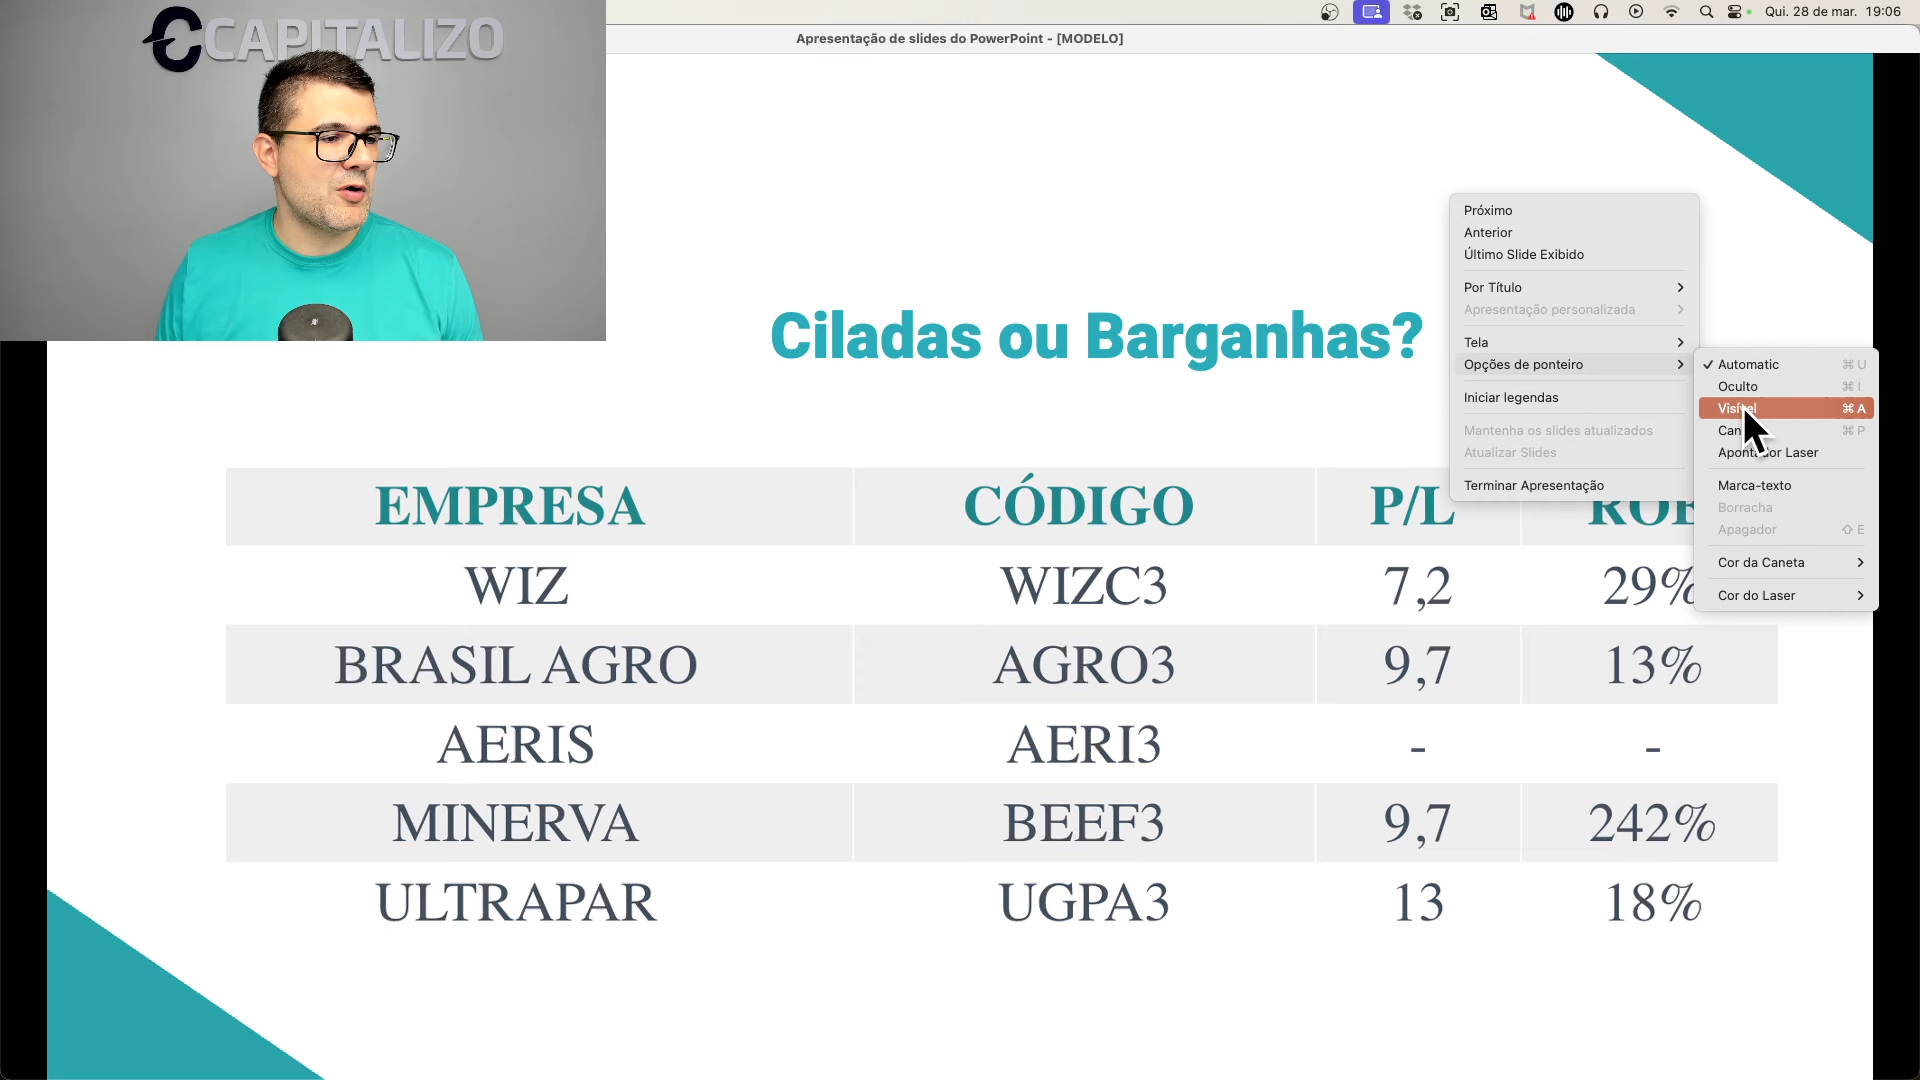 CAPITALIZO
Qui. 28 de mar. 19:06
Apresentação de slides do PowerPoint - [MODELO]
Ciladas ou Barganhas?
Próximo
Anterior
Último Slide Exibido
Por Título
Apresentação personalizada
Tela
Opções de ponteiro
Iniciar legendas
Mantenha os slides atualizados
Atualizar Slides
Terminar Apresentação
Automatic ⌘ U
Oculto ⌘ I
Visível ⌘ A
⌘ P
Laser
Marca-texto
Borracha
Apagador ⇧ E
Cor da Caneta
Cor do Laser
EMPRESA CÓDIGO P/L
WIZ WIZC3 7,2 29%
BRASIL AGRO AGRO3 9,7 13%
AERIS AERI3 - -
MINERVA BEEF3 9,7 242%
ULTRAPAR UGPA3 13 18%